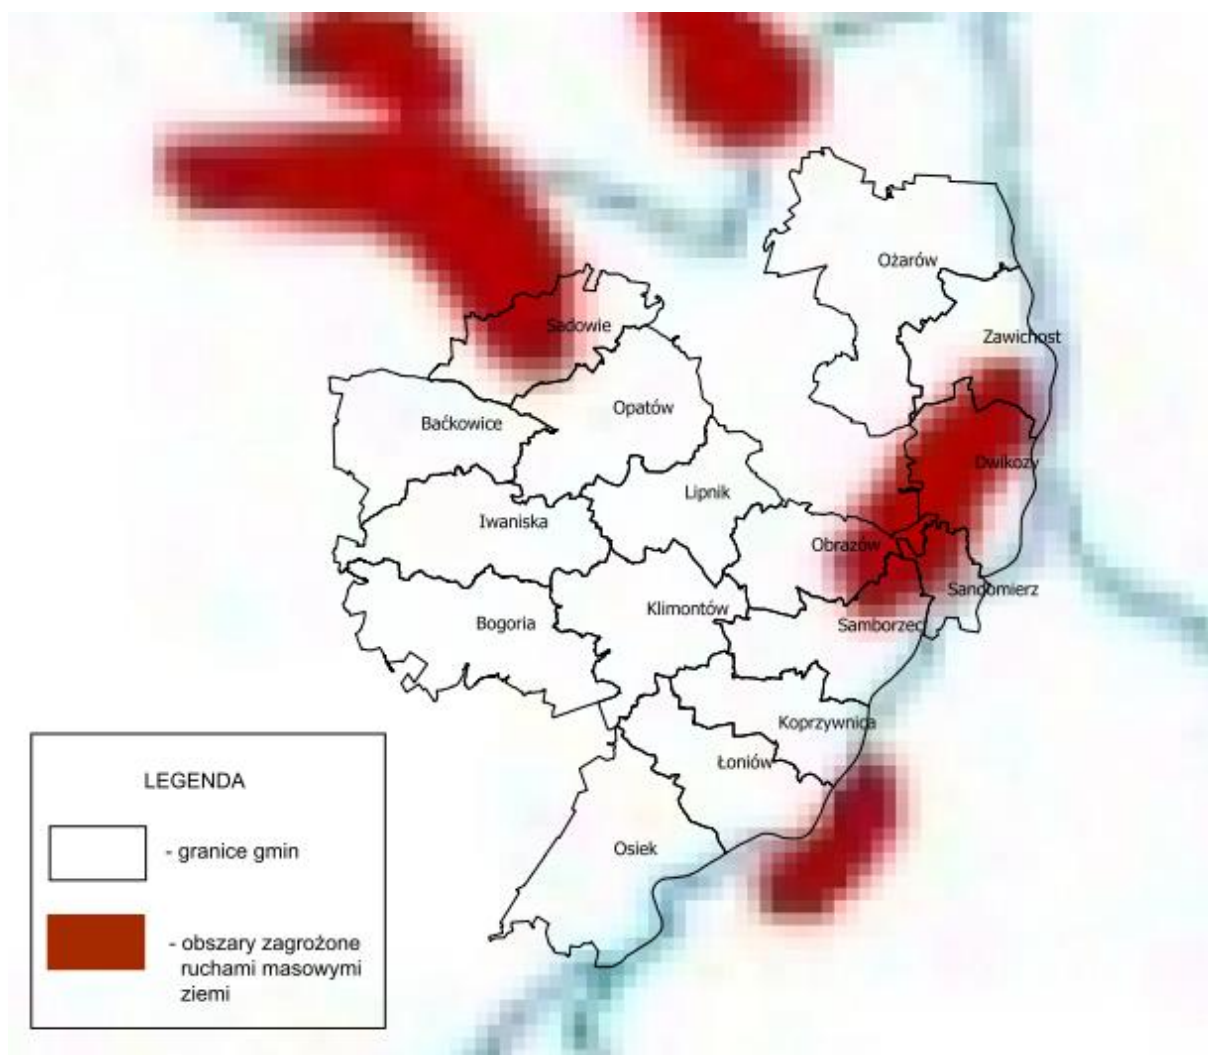 Ożarów
Sadowie
Zawichost
Opatów
Baćkowice
Dwikozy
Lipnik
Iwaniska
Obrazów
Sandomierz
Klimontów
Bogoria
Samborzec
Koprzywnica
Łoniów
Osiek
LEGENDA
- granice gmin
- obszary zagrożone
ruchami masowymi
ziemi